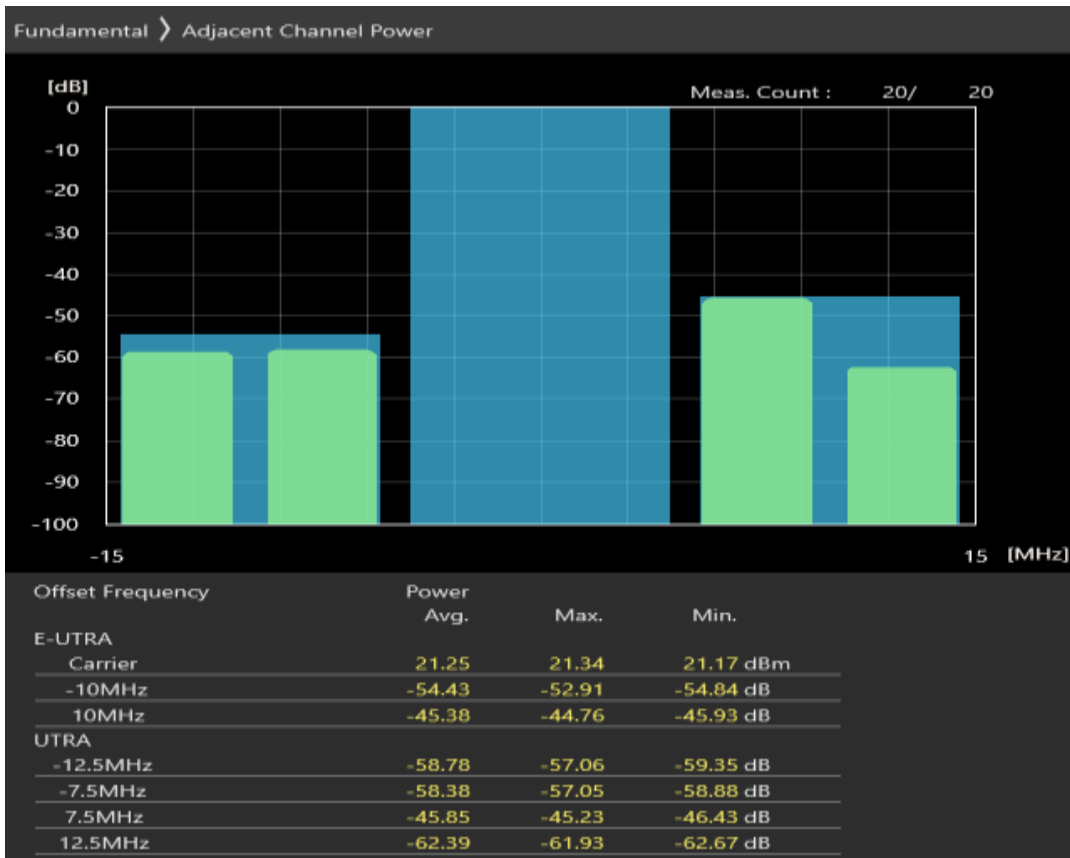 Fundamental ❯ Adjacent Channel Power
[dB]
Meas. Count : 20/ 20
0
-10
-20
-30
-40
-50
-60
-70
-80
-90
-100
-15 15 [MHz]
Offset Frequency Power
Avg. Max. Min.
E-UTRA
Carrier 21.25 21.34 21.17 dBm
-10MHz -54.43 -52.91 -54.84 dB
10MHz -45.38 -44.76 -45.93 dB
UTRA
-12.5MHz -58.78 -57.06 -59.35 dB
-7.5MHz -58.38 -57.05 -58.88 dB
7.5MHz -45.85 -45.23 -46.43 dB
12.5MHz -62.39 -61.93 -62.67 dB